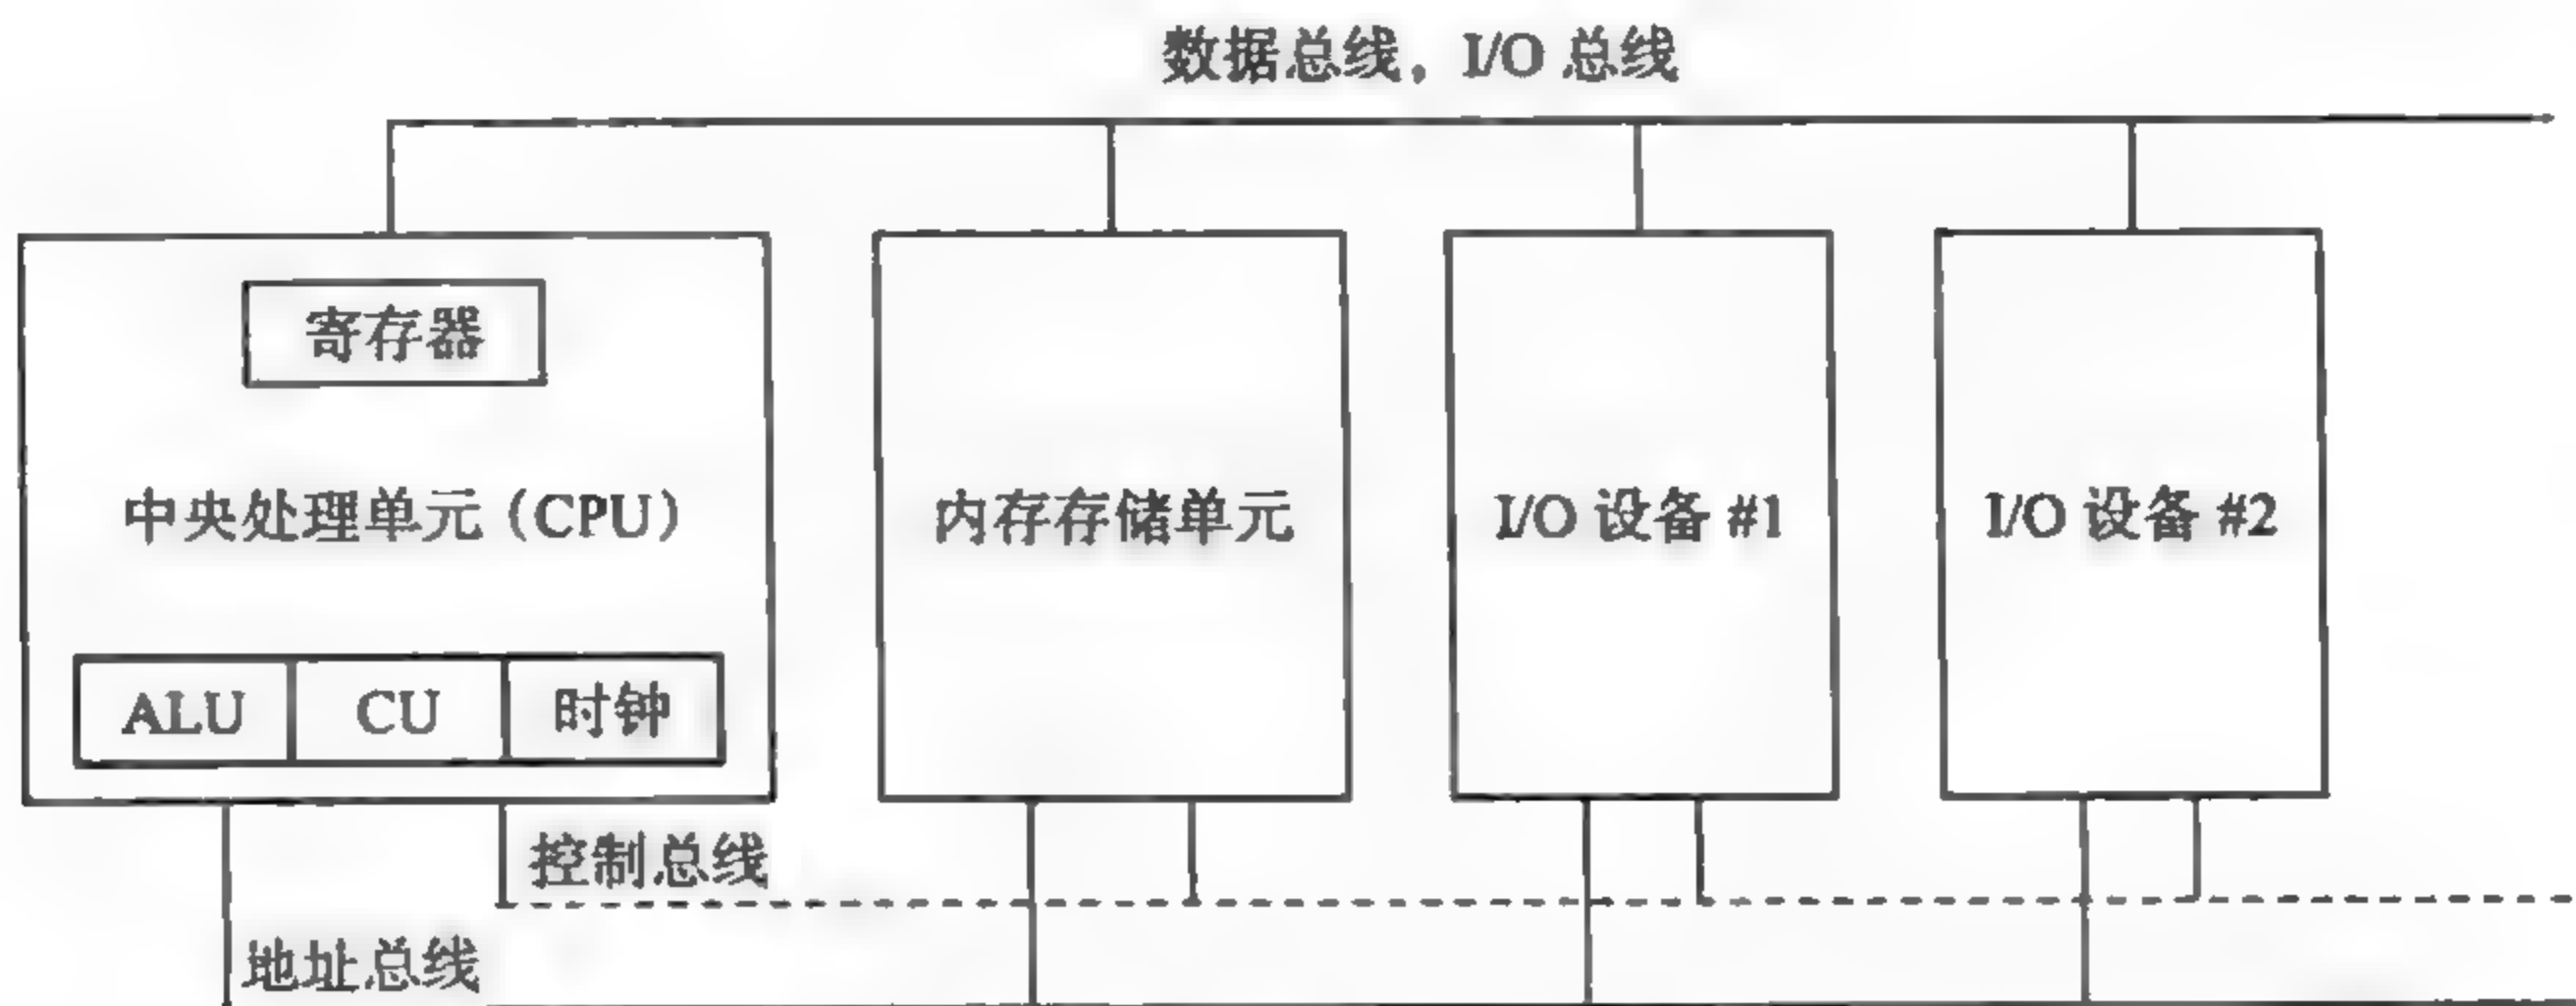 数据总线，I/O 总线
寄存器
中央处理单元（CPU）
内存存储单元
I/O 设备 #1
I/O 设备 #2
ALU
CU
时钟
控制总线
地址总线